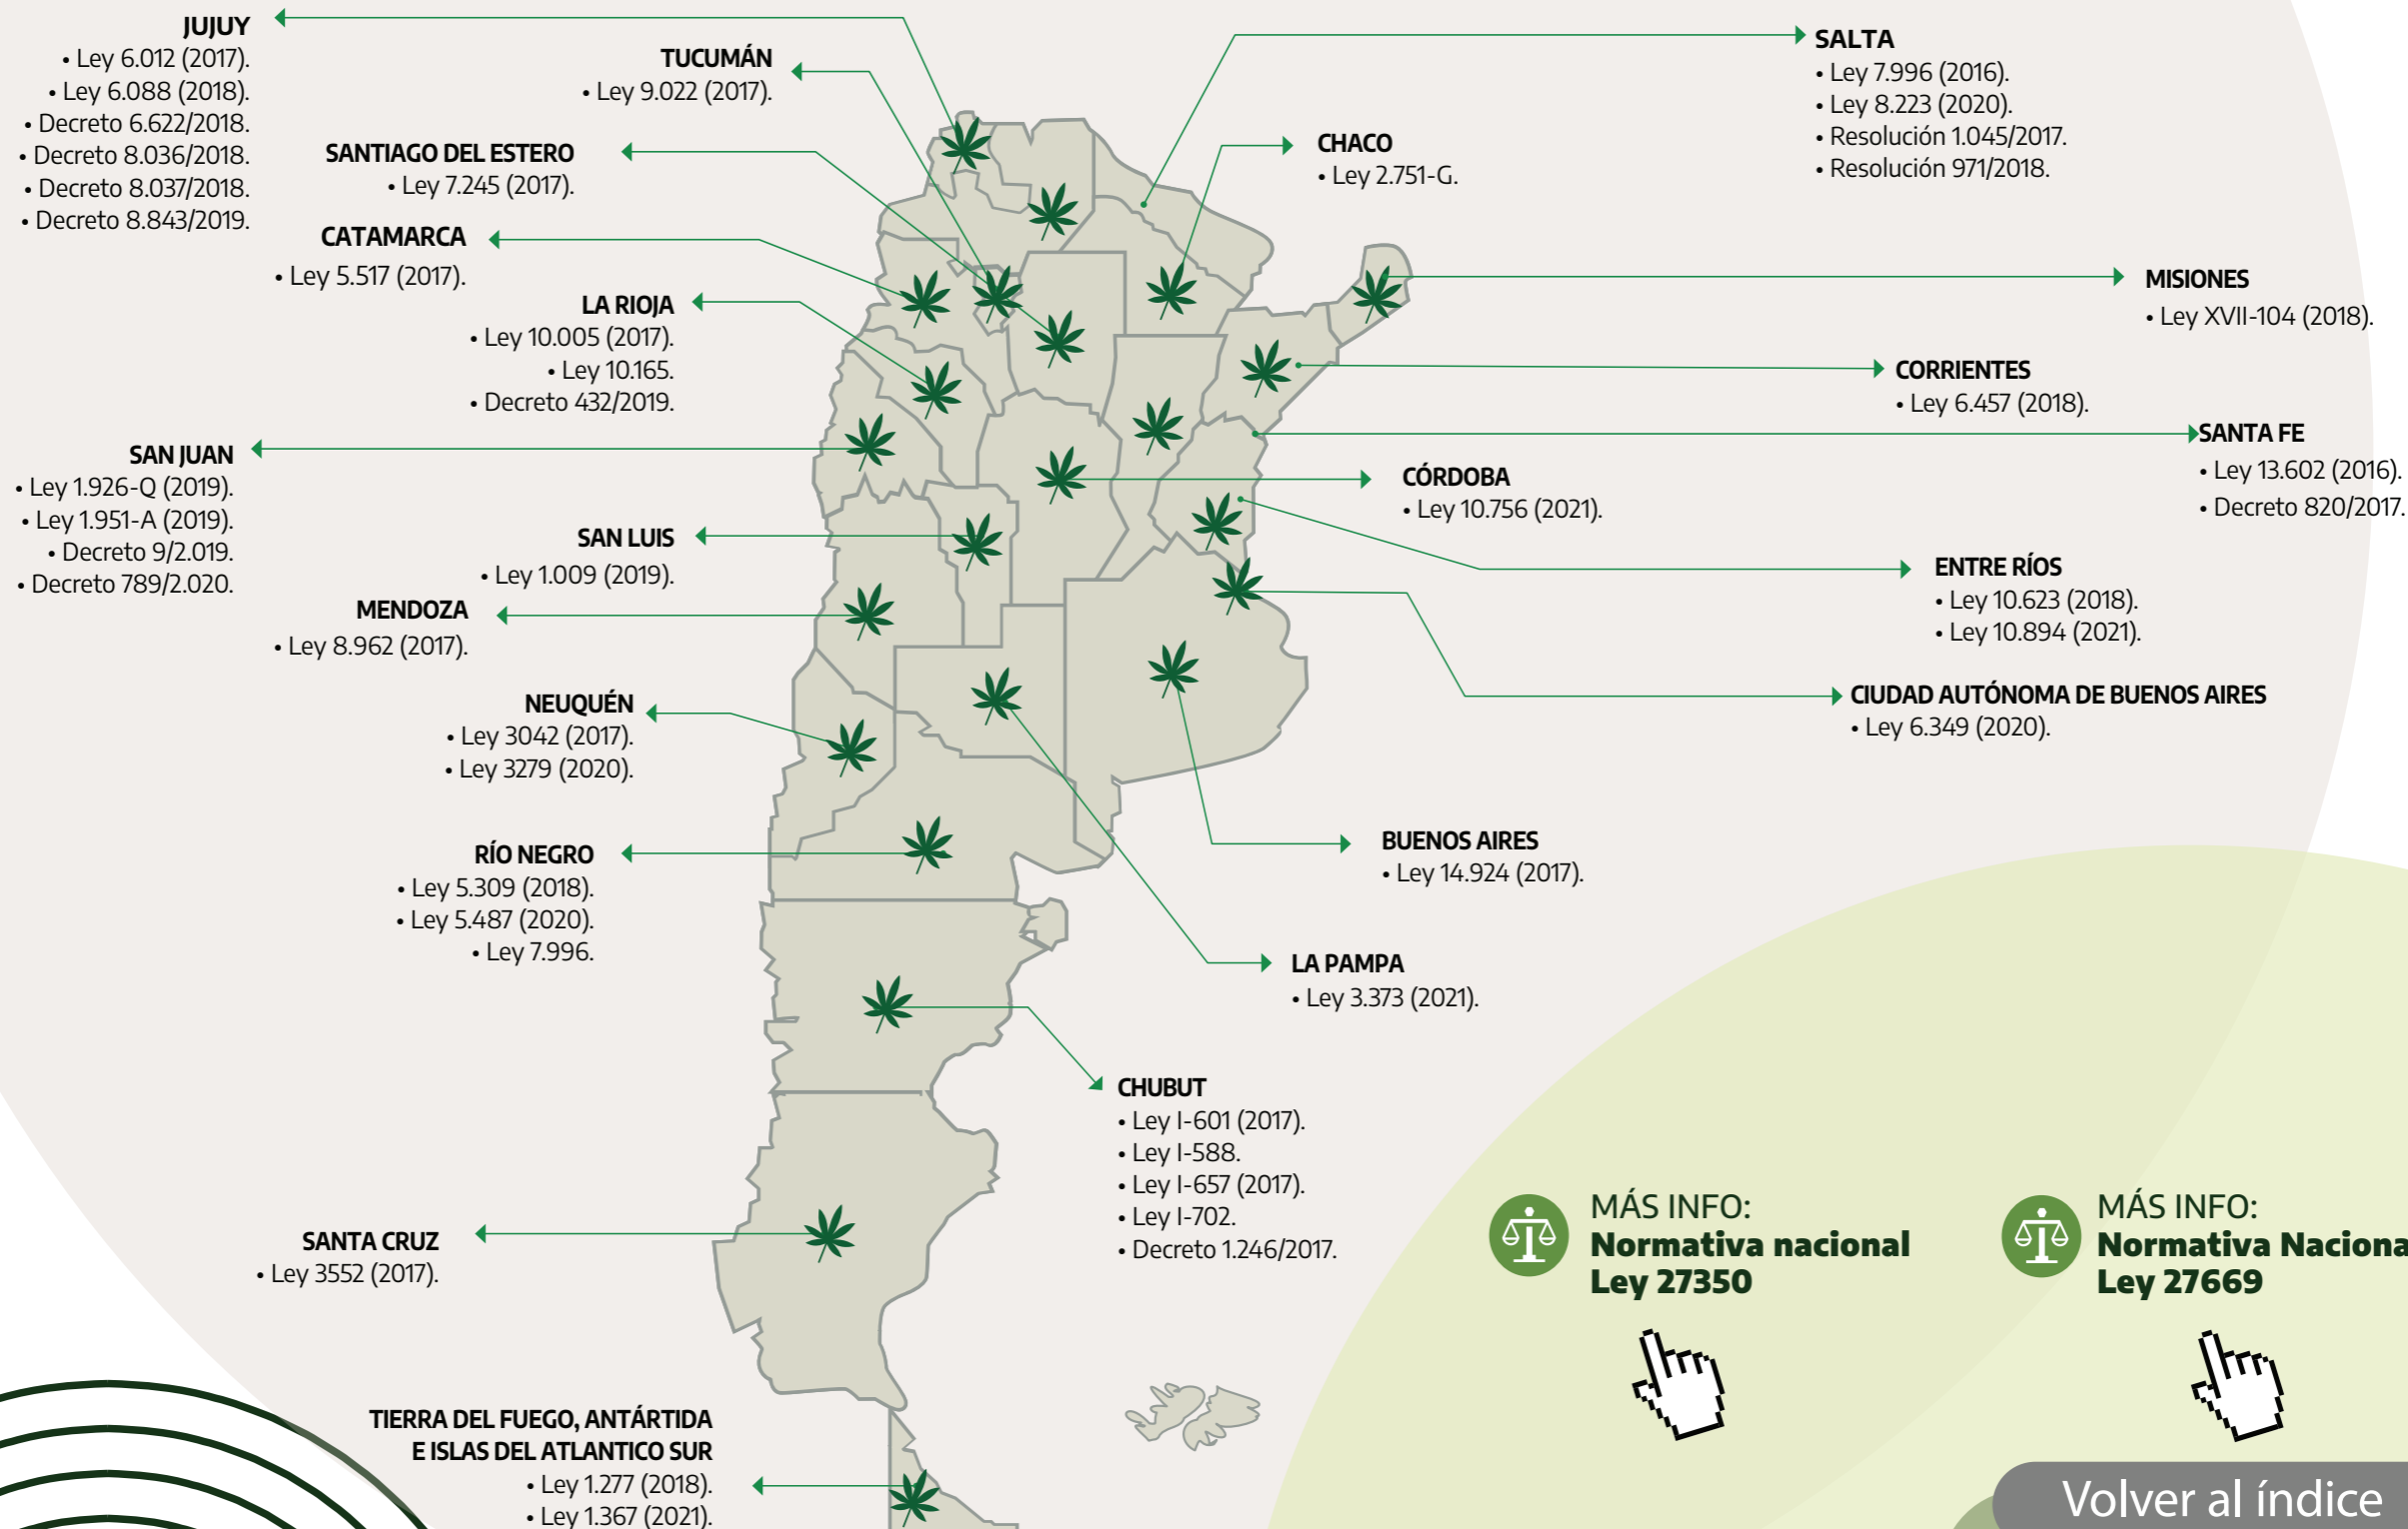 JUJUY
• Ley 6.012 (2017).
• Ley 6.088 (2018).
• Decreto 6.622/2018.
• Decreto 8.036/2018.
• Decreto 8.037/2018.
• Decreto 8.843/2019.
TUCUMÁN
• Ley 9.022 (2017).
SANTIAGO DEL ESTERO
• Ley 7.245 (2017).
CATAMARCA
• Ley 5.517 (2017).
LA RIOJA
• Ley 10.005 (2017).
• Ley 10.165.
• Decreto 432/2019.
SAN JUAN
• Ley 1.926-Q (2019).
• Ley 1.951-A (2019).
• Decreto 9/2.019.
• Decreto 789/2.020.
SAN LUIS
• Ley 1.009 (2019).
MENDOZA
• Ley 8.962 (2017).
NEUQUÉN
• Ley 3042 (2017).
• Ley 3279 (2020).
RÍO NEGRO
• Ley 5.309 (2018).
• Ley 5.487 (2020).
• Ley 7.996.
SANTA CRUZ
• Ley 3552 (2017).
TIERRA DEL FUEGO, ANTÁRTIDA
E ISLAS DEL ATLANTICO SUR
• Ley 1.277 (2018).
• Ley 1.367 (2021).
SALTA
• Ley 7.996 (2016).
• Ley 8.223 (2020).
• Resolución 1.045/2017.
• Resolución 971/2018.
CHACO
• Ley 2.751-G.
MISIONES
• Ley XVII-104 (2018).
CORRIENTES
• Ley 6.457 (2018).
SANTA FE
• Ley 13.602 (2016).
• Decreto 820/2017.
CÓRDOBA
• Ley 10.756 (2021).
ENTRE RÍOS
• Ley 10.623 (2018).
• Ley 10.894 (2021).
CIUDAD AUTÓNOMA DE BUENOS AIRES
• Ley 6.349 (2020).
BUENOS AIRES
• Ley 14.924 (2017).
LA PAMPA
• Ley 3.373 (2021).
CHUBUT
• Ley I-601 (2017).
• Ley I-588.
• Ley I-657 (2017).
• Ley I-702.
• Decreto 1.246/2017.
MÁS INFO:
Normativa nacional
Ley 27350
MÁS INFO:
Normativa Naciona
Ley 27669
Volver al índice